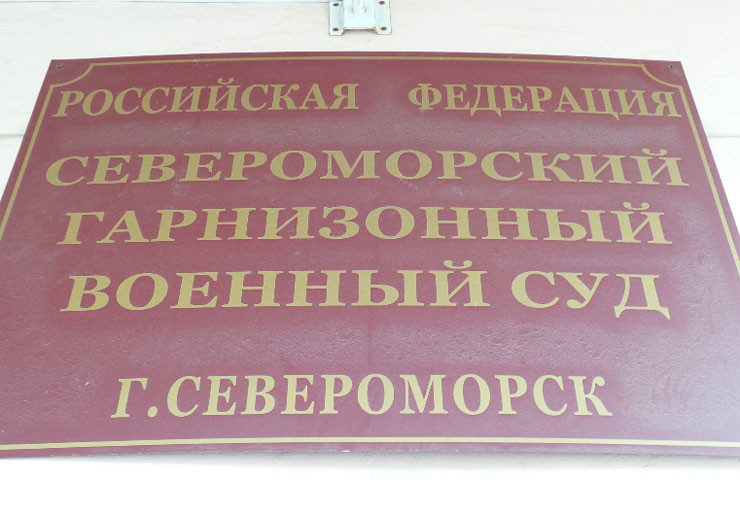 РОССИЙСКАЯ ФЕДЕРАЦИЯ
СЕВЕРОМОРСКИЙ
ГАРНИЗОННЫЙ
ВОЕННЫЙ СУД
Г.СЕВЕРОМОРСК